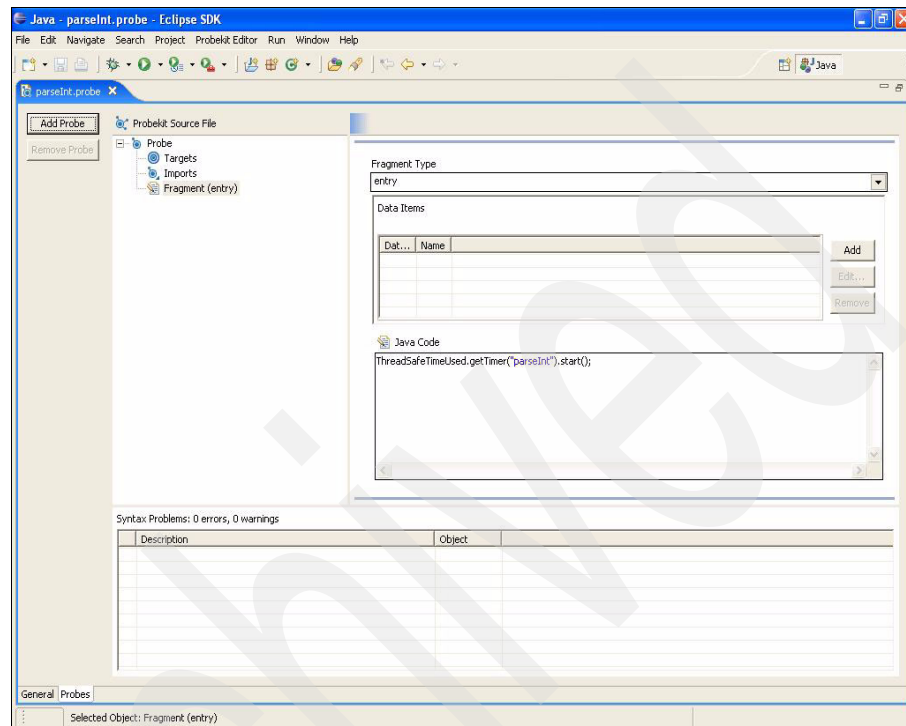 Java - parseInt.probe - Eclipse SDK
File Edit Navigate Search Project Probekit Editor Run Window Help
Java
parseInt.probe
Add Probe
Remove Probe
Probekit Source File
Probe
Targets
Imports
Fragment (entry)
Fragment Type
entry
Data Items
Dat... Name
Add
Edit...
Remove
Java Code
ThreadSafeTimeUsed.getTimer("parseInt").start();
Syntax Problems: 0 errors, 0 warnings
Description Object
General Probes
Selected Object: Fragment (entry)
hived